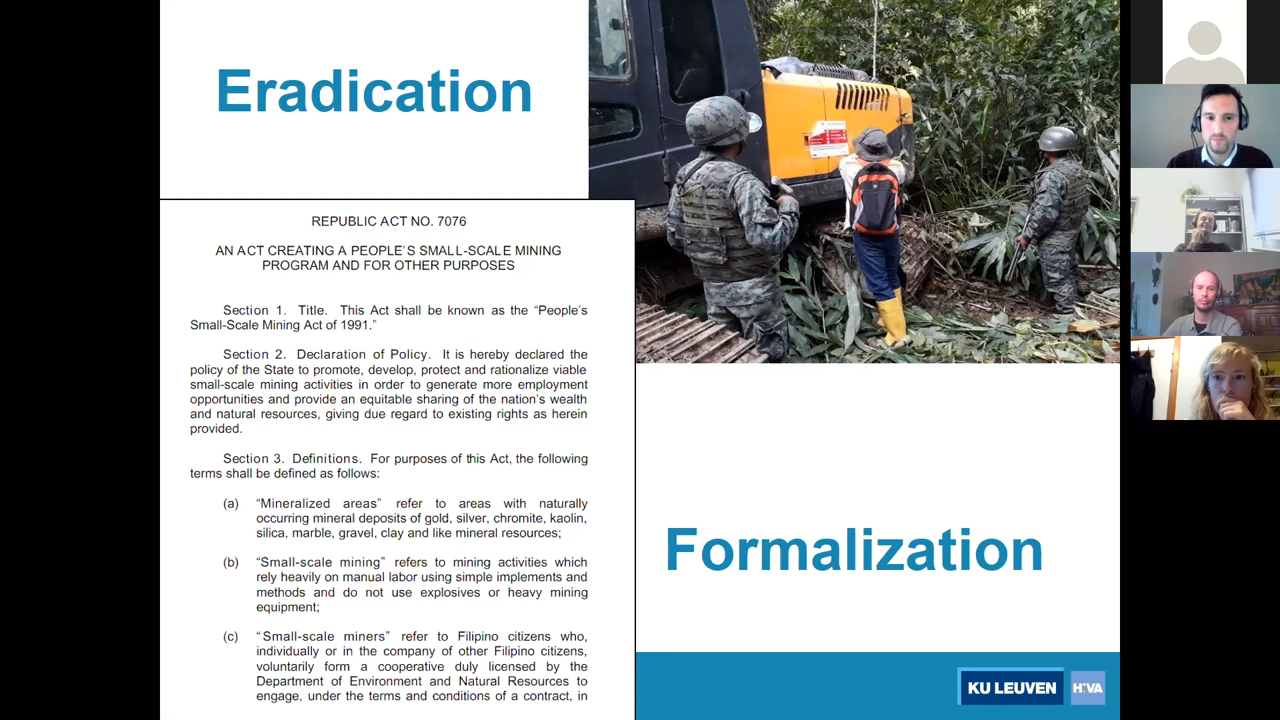 Eradication
REPUBLIC ACT NO. 7076
AN ACT CREATING A PEOPLE’S SMALL-SCALE MINING
PROGRAM AND FOR OTHER PURPOSES
Section 1. Title. This Act shall be known as the “People’s
Small-Scale Mining Act of 1991.”
Section 2. Declaration of Policy. It is hereby declared the
policy of the State to promote, develop, protect and rationalize viable
small-scale mining activities in order to generate more employment
opportunities and provide an equitable sharing of the nation’s wealth
and natural resources, giving due regard to existing rights as herein
provided.
Section 3. Definitions. For purposes of this Act, the following
terms shall be defined as follows:
(a) “Mineralized areas” refer to areas with naturally
occurring mineral deposits of gold, silver, chromite, kaolin,
silica, marble, gravel, clay and like mineral resources;
(b) “Small-scale mining” refers to mining activities which
rely heavily on manual labor using simple implements and
methods and do not use explosives or heavy mining
equipment;
(c) “Small-scale miners” refer to Filipino citizens who,
individually or in the company of other Filipino citizens,
voluntarily form a cooperative duly licensed by the
Department of Environment and Natural Resources to
engage, under the terms and conditions of a contract, in
Formalization
KU LEUVEN
HIVA